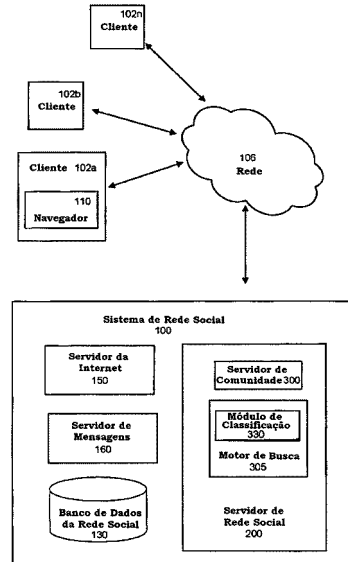 102n
Cliente
102b
Cliente
Cliente 102a
110
Navegador
106
Rede
Sistema de Rede Social
100
Servidor da
Internet
150
Servidor de
Mensagens
160
Banco de Dados
da Rede Social
130
Servidor de
Comunidade 300
Módulo de
Classificação
330
Motor de Busca
305
Servidor de
Rede Social
200